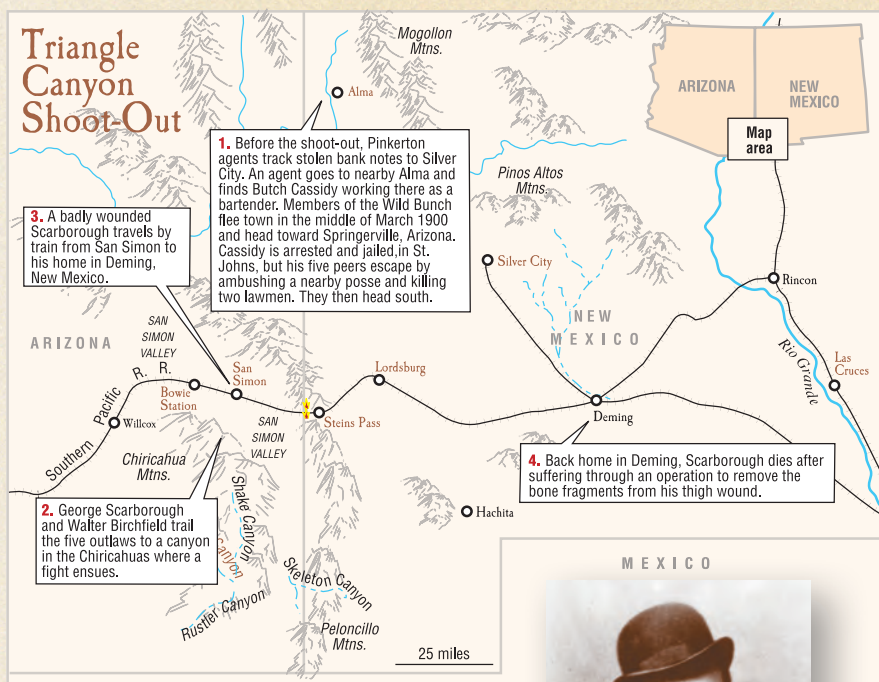 Triangle
Canyon
Shoot-Out
Mogollon
Mtns.
Alma
ARIZONA
NEW
MEXICO
Map
area
1. Before the shoot-out, Pinkerton
agents track stolen bank notes to Silver
City. An agent goes to nearby Alma and
finds Butch Cassidy working there as a
bartender. Members of the Wild Bunch
flee town in the middle of March 1900
and head toward Springerville, Arizona.
Cassidy is arrested and jailed,in St.
Johns, but his five peers escape by
ambushing a nearby posse and killing
two lawmen. They then head south.
Pinos Altos
Mtns.
3. A badly wounded
Scarborough travels by
train from San Simon to
his home in Deming,
New Mexico.
Silver City
Rincon
NEW
MEXICO
ARIZONA
SAN
SIMON
VALLEY
Rio Grande
Las
Cruces
San
Simon
Lordsburg
Bowie
Station
Southern Pacific R. R.
Willcox
Steins Pass
SAN
SIMON
VALLEY
Deming
Chiricahua
Mtns.
4. Back home in Deming, Scarborough dies after
suffering through an operation to remove the
bone fragments from his thigh wound.
2. George Scarborough
and Walter Birchfield trail
the five outlaws to a canyon
in the Chiricahuas where a
fight ensues.
Shake Canyon
Hachita
Skeleton Canyon
Rustler Canyon
Peloncillo
Mtns.
MEXICO
25 miles